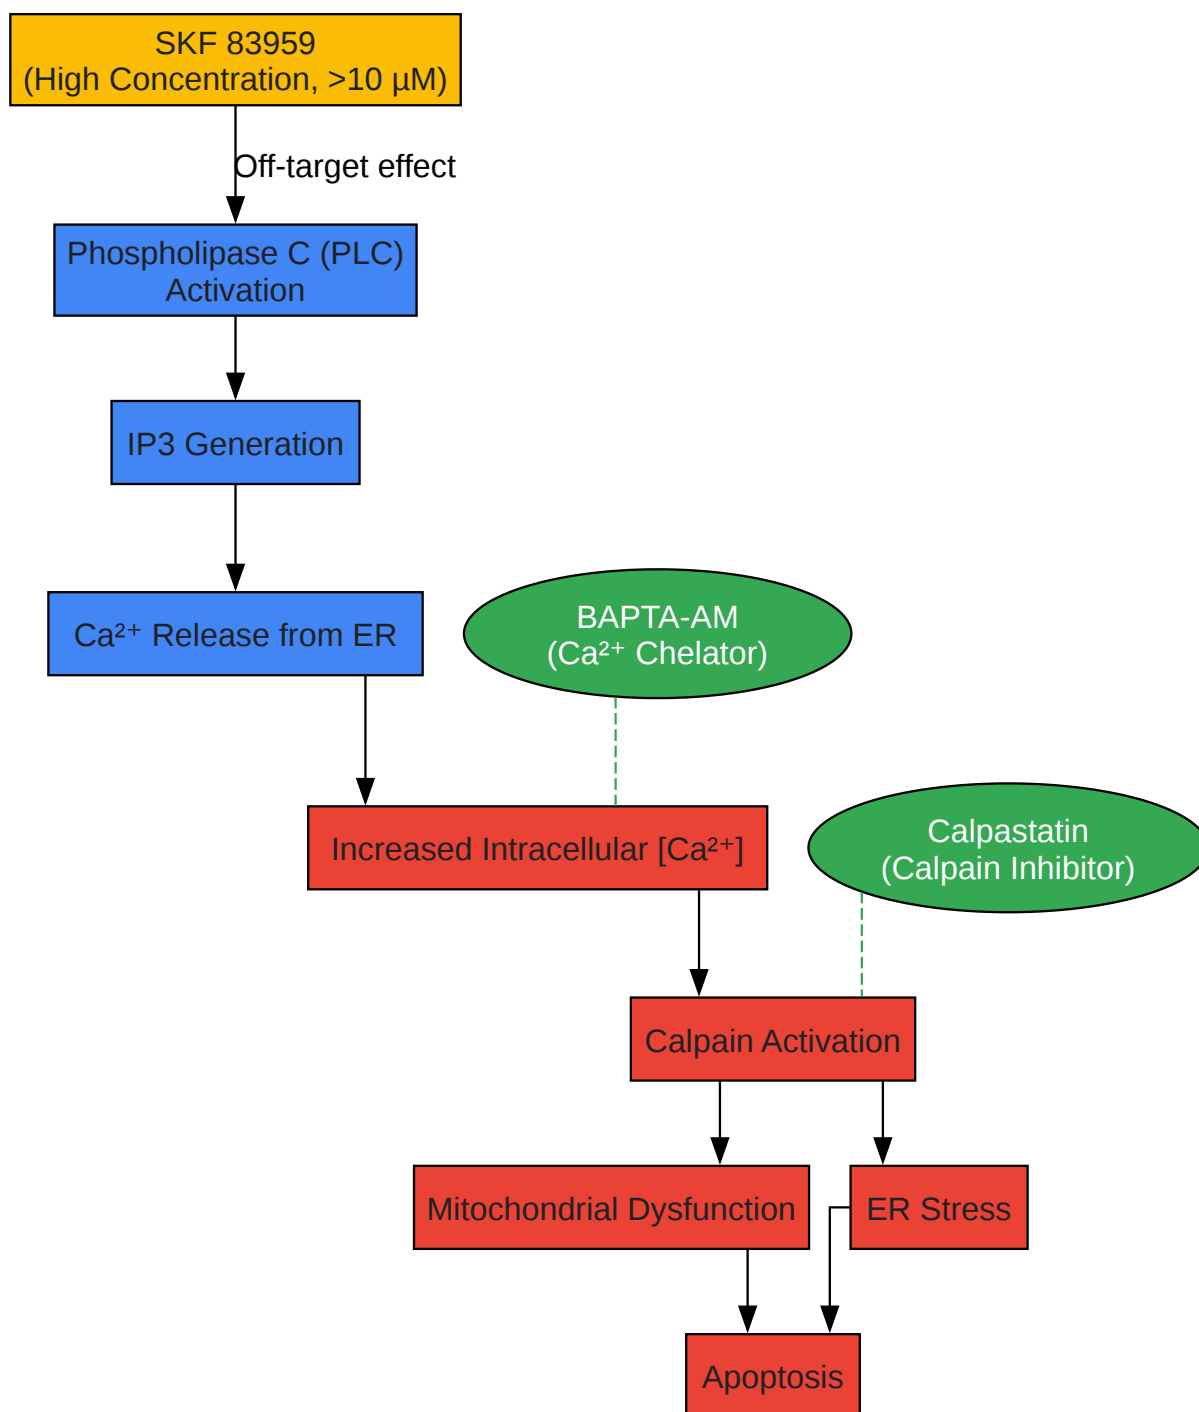 SKF 83959
(High Concentration, >10 µM)
Off-target effect
Phospholipase C (PLC)
Activation
IP3 Generation
Ca²⁺ Release from ER
BAPTA-AM
(Ca²⁺ Chelator)
Increased Intracellular [Ca²⁺]
Calpastatin
(Calpain Inhibitor)
Calpain Activation
Mitochondrial Dysfunction
ER Stress
Apoptosis